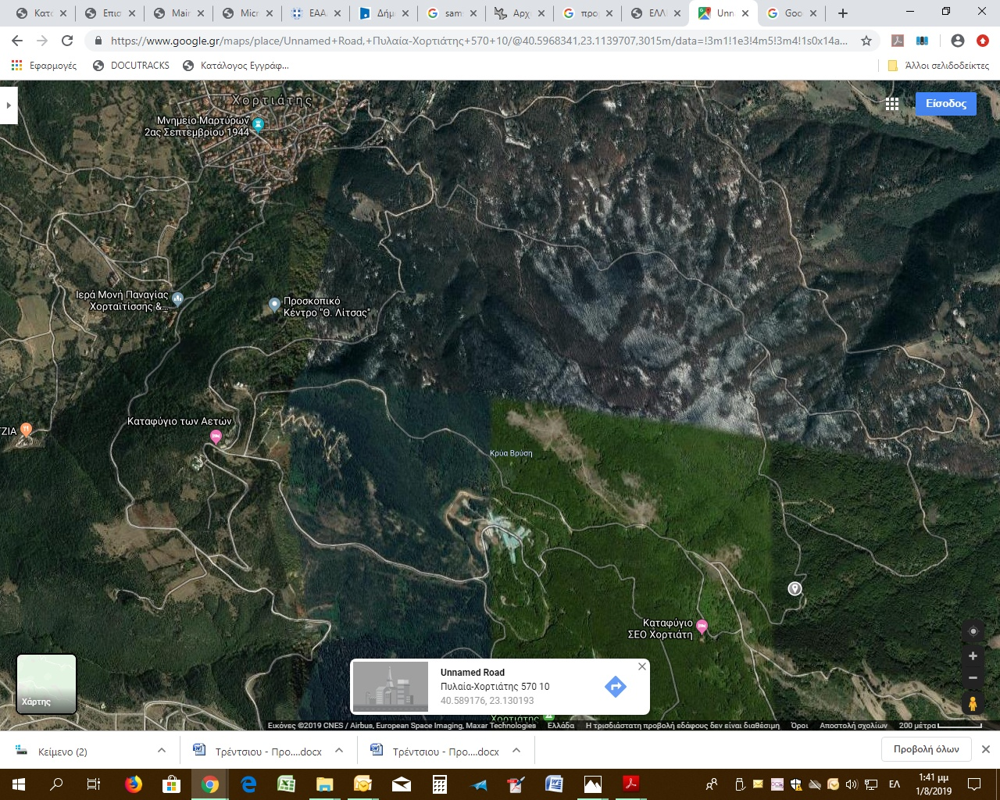 Κατα
Επισ
Mair
Micr
ΕΑΑ
Δήμ
sam
Αρχ
προ
ΕΛΛ
Unn
Goo
https://www.google.gr/maps/place/Unnamed+Road,+Πυλαία-Χορτιάτης+570+10/@40.5968341,23.1139707,3015m/data=!3m1!1e3!4m5!3m4!1s0x14a...
Εφαρμογές
DOCUTRACKS
Κατάλογος Εγγράφ...
Άλλοι σελιδοδείκτες
Χορτιάτης
Μνημείο Μαρτύρων
2ας Σεπτεμβρίου 1944
Είσοδος
Ιερά Μονή Παναγίας
Χορταϊτίσσης &...
Προσκοπικό
Κέντρο "Θ. Λίτσας"
Καταφύγιο των Αετών
ΤΖΙΑ
Κρύα Βρύση
Καταφύγιο
ΣΕΟ Χορτιάτη
Χάρτης
Unnamed Road
Πυλαία-Χορτιάτης 570 10
40.589176, 23.130193
Χορτιάτης
Εικόνες ©2019 CNES / Airbus, European Space Imaging, Maxar Technologies
Ελλάδα
Η τρισδιάστατη προβολή εδάφους δεν είναι διαθέσιμη
Όροι
Αποστολή σχολίων
200 μέτρα
Κείμενο (2)
Τρέντσιου - Προ....docx
Τρέντσιου - Προ....docx
Προβολή όλων
ΕΛ
1:41 μμ
1/8/2019